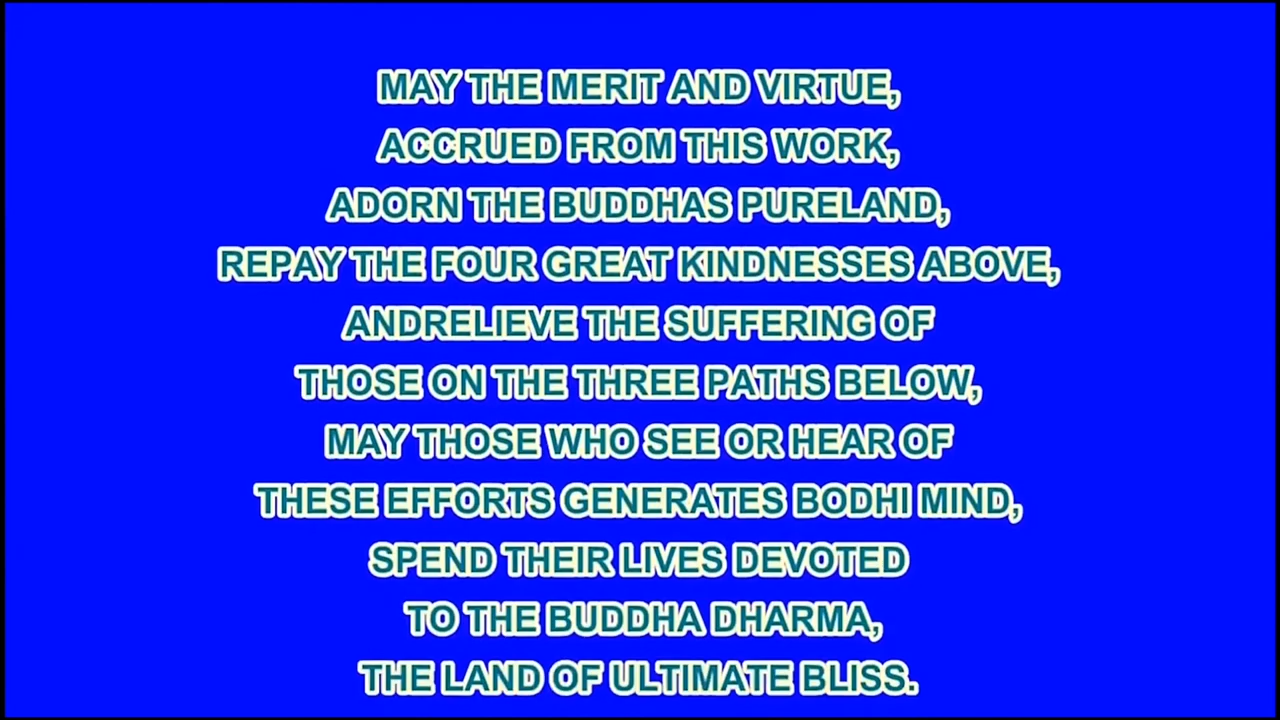 MAY THE MERIT AND VIRTUE,
ACCRUED FROM THIS WORK,
ADORN THE BUDDHAS PURELAND,
REPAY THE FOUR GREAT KINDNESSES ABOVE,
ANDRELIEVE THE SUFFERING OF
THOSE ON THE THREE PATHS BELOW,
MAY THOSE WHO SEE OR HEAR OF
THESE EFFORTS GENERATES BODHI MIND,
SPEND THEIR LIVES DEVOTED
TO THE BUDDHA DHARMA,
THE LAND OF ULTIMATE BLISS.